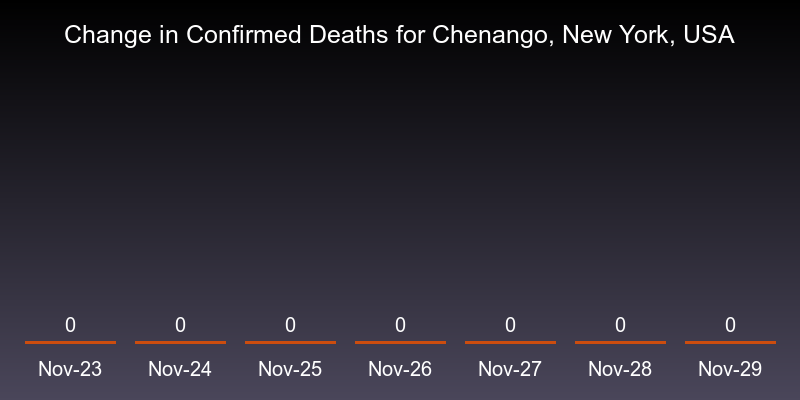 Change in Confirmed Deaths for Chenango, New York, USA
0 0 0 0 0 0 0
Nov-23 Nov-24 Nov-25 Nov-26 Nov-27 Nov-28 Nov-29